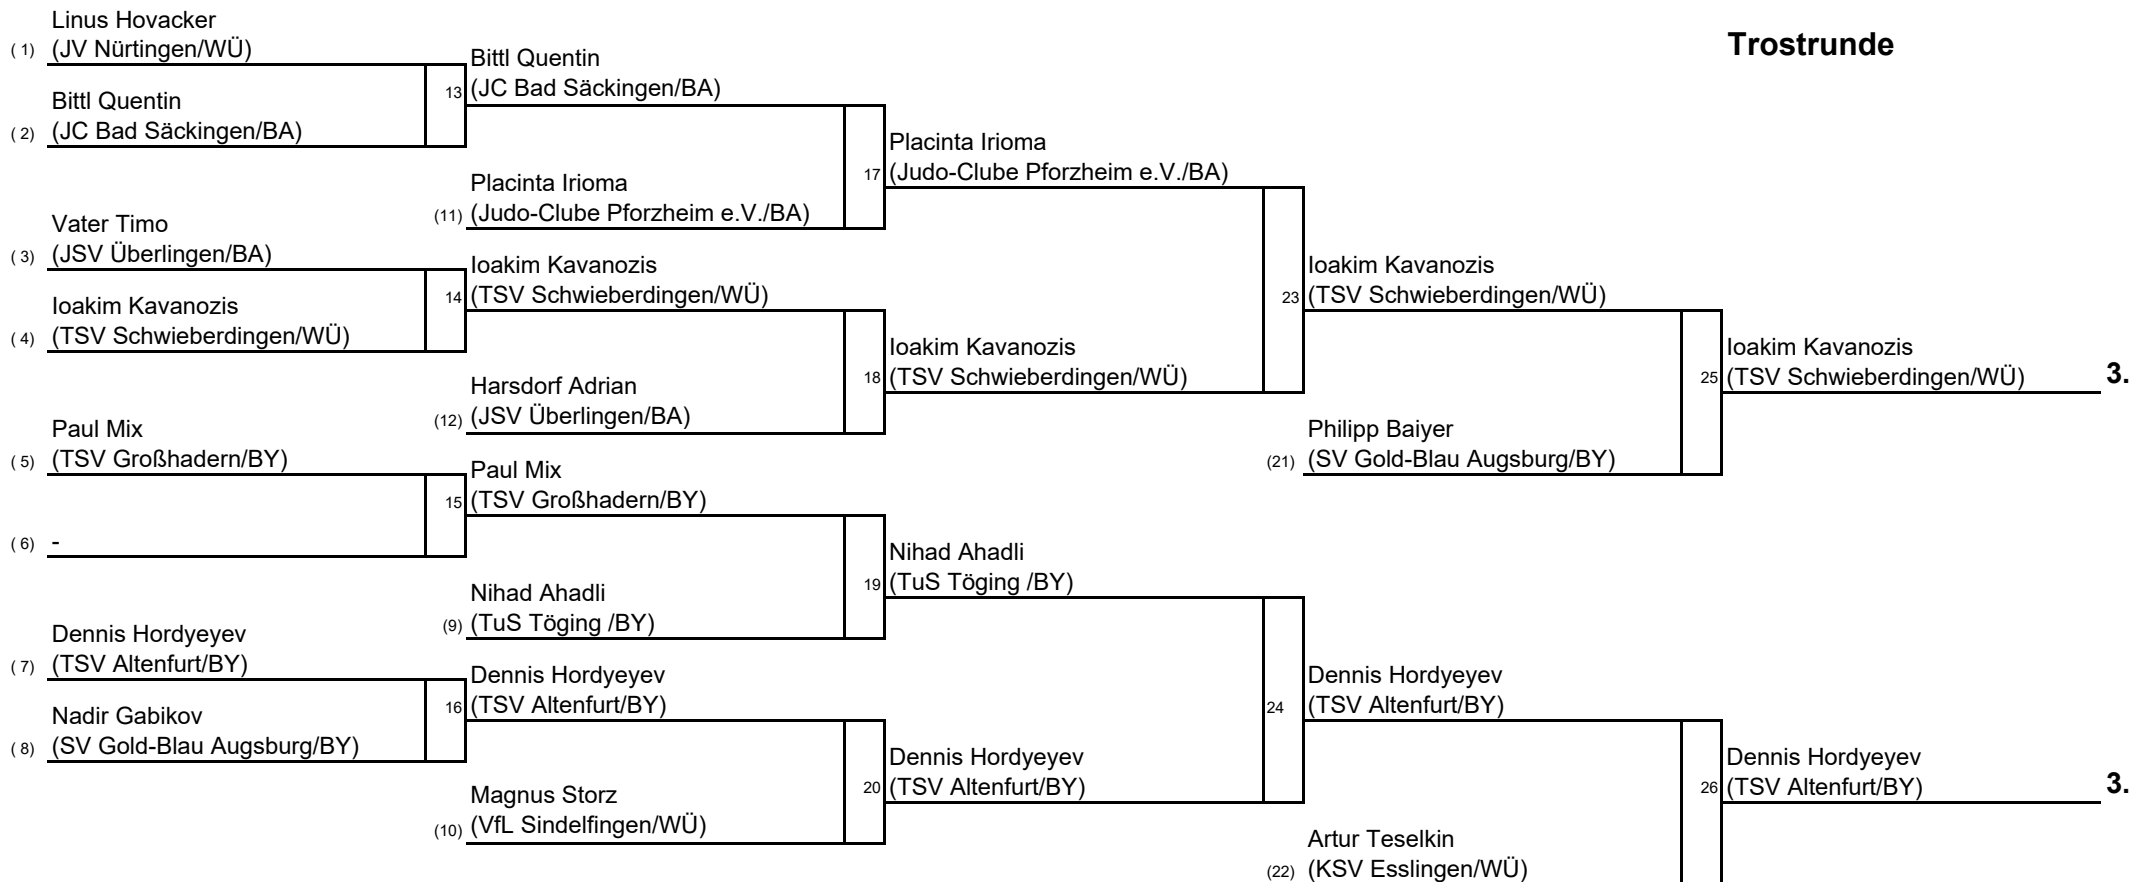 Trostrunde
Linus Hovacker
( 1) (JV Nürtingen/WÜ)
Bittl Quentin
( 2) (JC Bad Säckingen/BA)
Vater Timo
( 3) (JSV Überlingen/BA)
Ioakim Kavanozis
( 4) (TSV Schwieberdingen/WÜ)
Paul Mix
( 5) (TSV Großhadern/BY)
( 6) -
Dennis Hordyeyev
( 7) (TSV Altenfurt/BY)
Nadir Gabikov
( 8) (SV Gold-Blau Augsburg/BY)
Bittl Quentin
13 (JC Bad Säckingen/BA)
Placinta Irioma
(11) (Judo-Clube Pforzheim e.V./BA)
Ioakim Kavanozis
14 (TSV Schwieberdingen/WÜ)
Harsdorf Adrian
(12) (JSV Überlingen/BA)
Paul Mix
15 (TSV Großhadern/BY)
Nihad Ahadli
(9) (TuS Töging /BY)
Dennis Hordyeyev
16 (TSV Altenfurt/BY)
Magnus Storz
(10) (VfL Sindelfingen/WÜ)
Placinta Irioma
17 (Judo-Clube Pforzheim e.V./BA)
Ioakim Kavanozis
18 (TSV Schwieberdingen/WÜ)
Nihad Ahadli
19 (TuS Töging /BY)
Dennis Hordyeyev
20 (TSV Altenfurt/BY)
Ioakim Kavanozis
23 (TSV Schwieberdingen/WÜ)
Philipp Baiyer
(21) (SV Gold-Blau Augsburg/BY)
Dennis Hordyeyev
24 (TSV Altenfurt/BY)
Artur Teselkin
(22) (KSV Esslingen/WÜ)
Ioakim Kavanozis
25 (TSV Schwieberdingen/WÜ) 3.
Dennis Hordyeyev
26 (TSV Altenfurt/BY) 3.